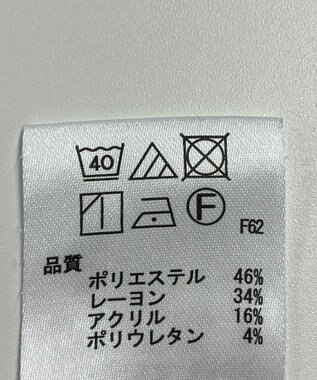 40
F
F62
品質
ポリエステル 46%
レーヨン 34%
アクリル 16%
ポリウレタン 4%